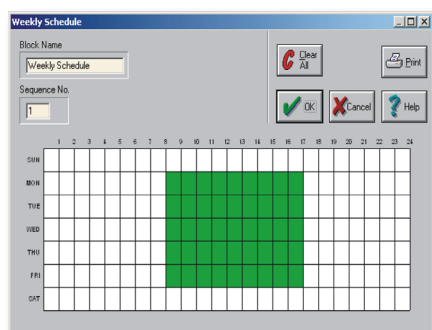 Weekly Schedule
Block Name
Weekly Schedule
Sequence No.
1
Clear All
Print
OK
Cancel
Help
1 2 3 4 5 6 7 8 9 10 11 12 13 14 15 16 17 18 19 20 21 22 23 24
SUN
MON
TUE
WED
THU
FRI
SAT